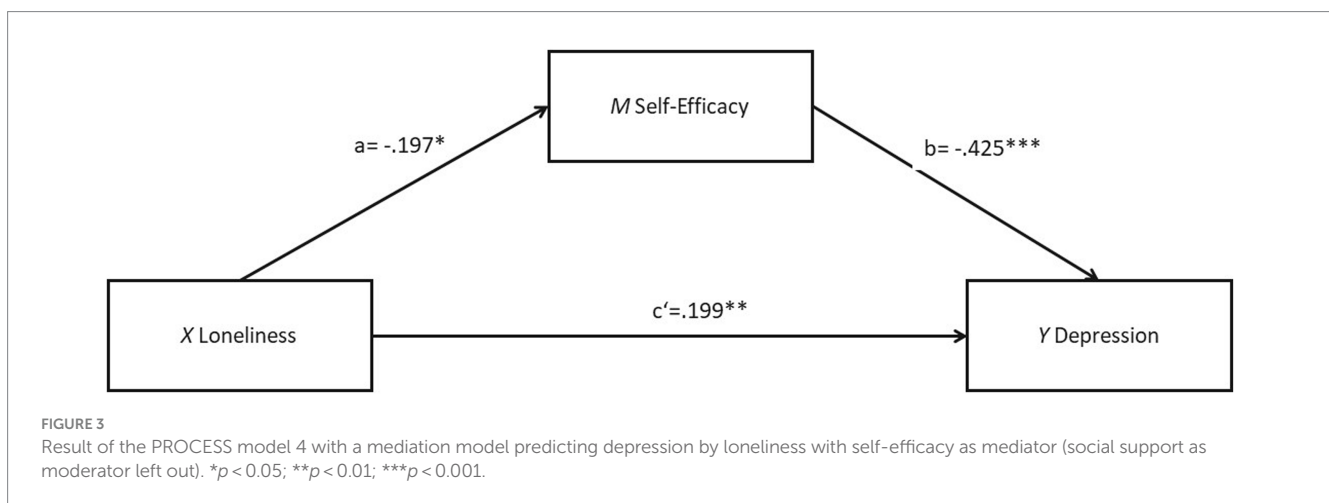 M Self-Efficacy
a= -.197*
b= -.425***
c‘=.199**
X Loneliness
Y Depression
FIGURE 3
Result of the PROCESS model 4 with a mediation model predicting depression by loneliness with self-efficacy as mediator (social support as
moderator left out). *p < 0.05; **p < 0.01; ***p < 0.001.